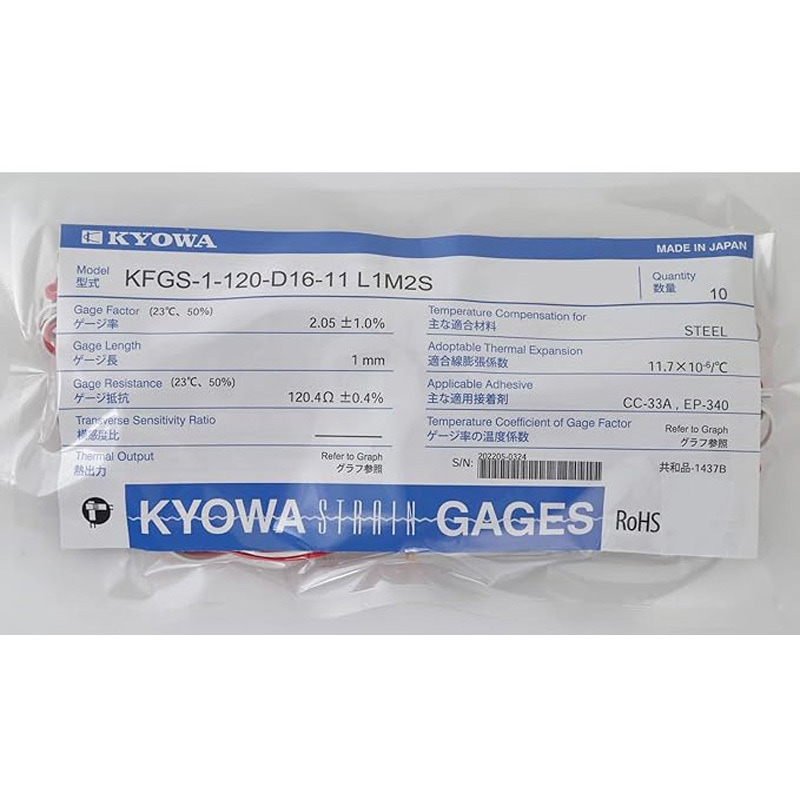 KYOWA
MADE IN JAPAN
Model
型式
KFGS-1-120-D16-11 L1M2S
Quantity
数量
10
Gage Factor (23℃、50%)
ゲージ率
2.05 ±1.0%
Gage Length
ゲージ長
1 mm
Gage Resistance (23℃、50%)
ゲージ抵抗
120.4Ω ±0.4%
Transverse Sensitivity Ratio
横感度比
Thermal Output
熱出力
Refer to Graph
グラフ参照
Temperature Compensation for
主な適合材料
STEEL
Adoptable Thermal Expansion
適合線膨張係数
11.7×10-6/℃
Applicable Adhesive
主な適用接着剤
CC-33A , EP-340
Temperature Coefficient of Gage Factor
ゲージ率の温度係数
Refer to Graph
グラフ参照
S/N: 202205-0324
共和品-1437B
KYOWA STRAIN GAGES
RoHS